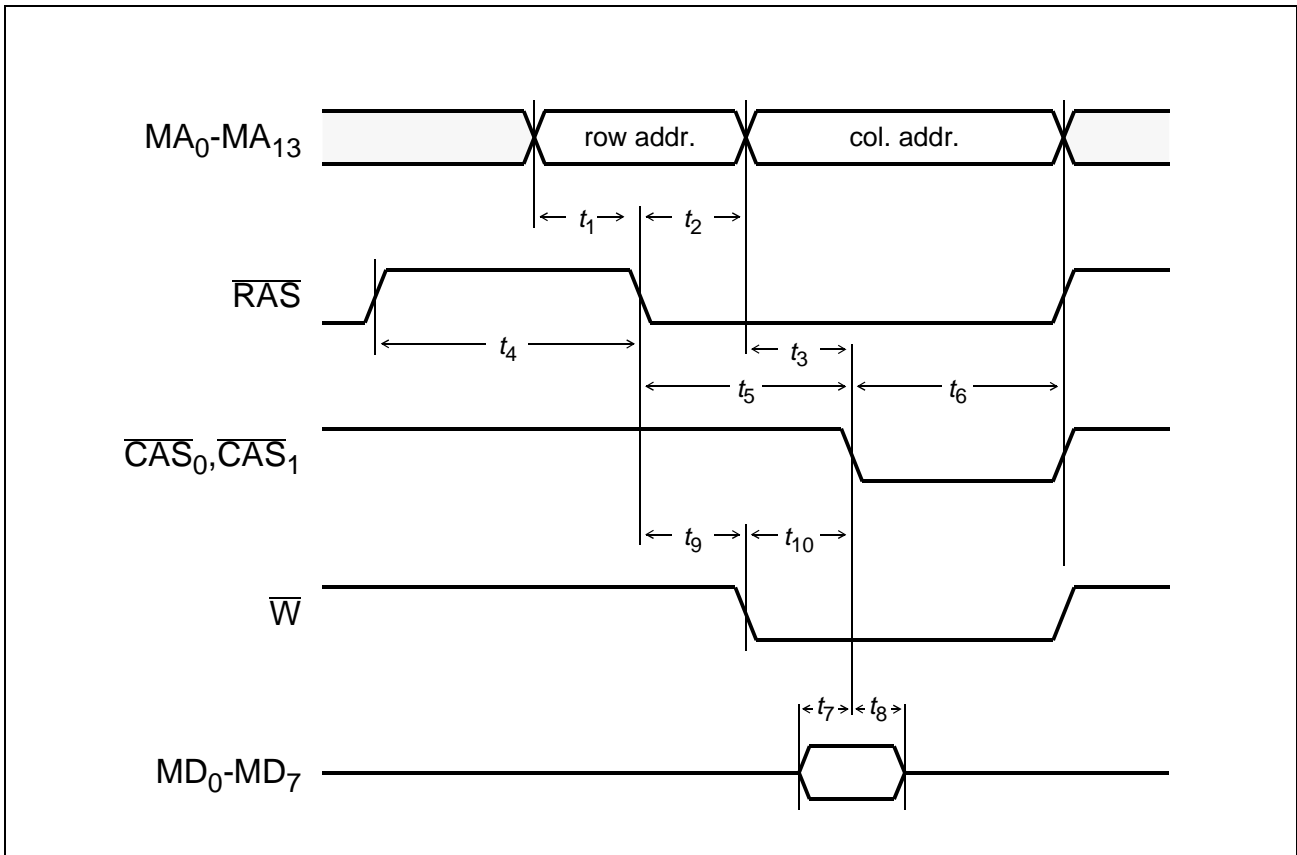 MA0-MA13
row addr.
col. addr.
t1
t2
RAS
t4
t3
t5
t6
CAS0,CAS1
t9
t10
W
t7
t8
MD0-MD7